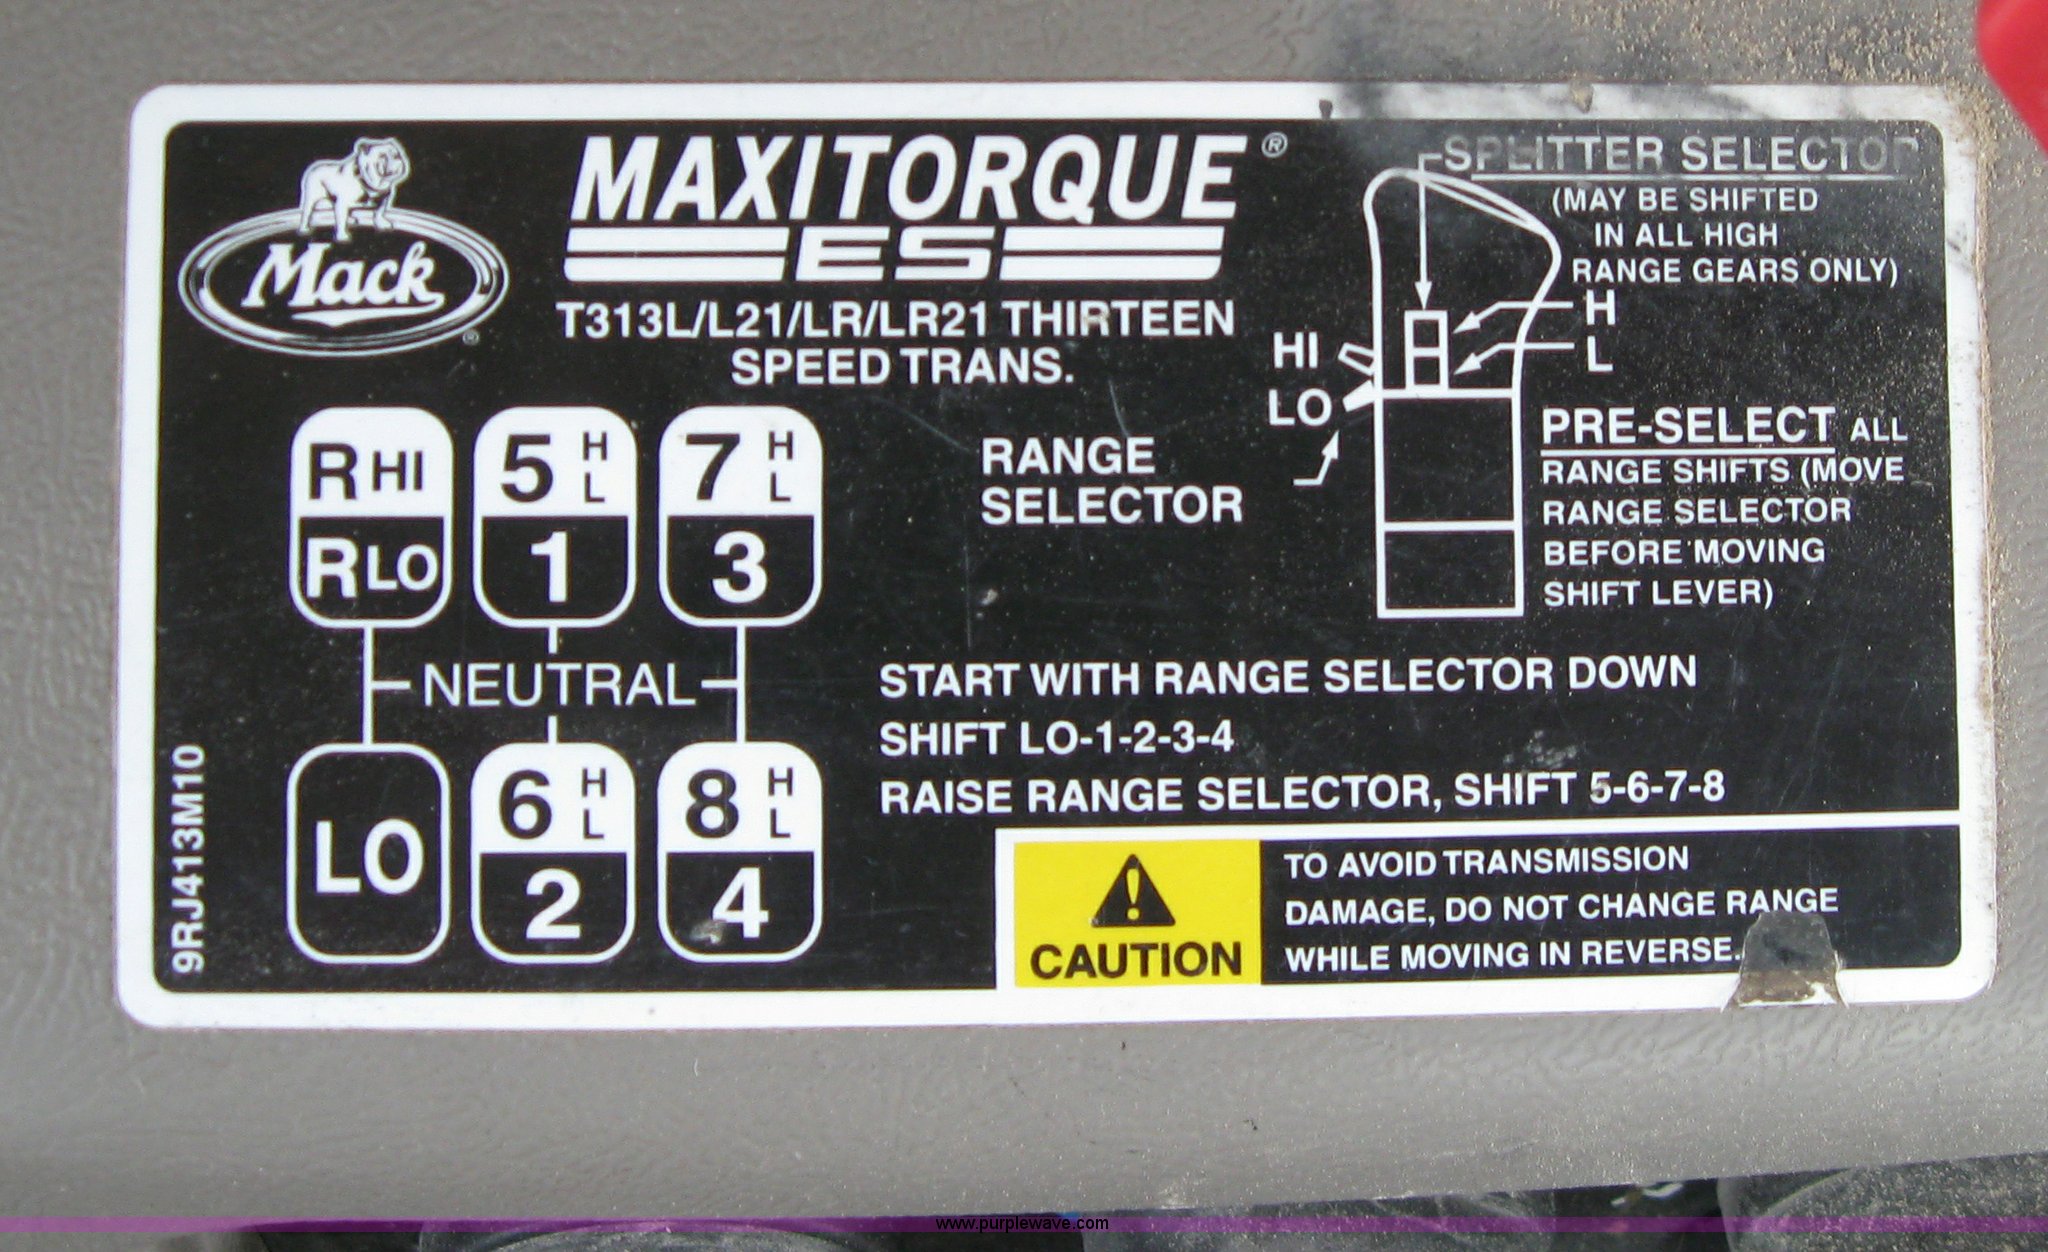 Mack
®
MAXITORQUE®
ES
T313L/L21/LR/LR21 THIRTEEN
SPEED TRANS.
SPLITTER SELECTOR
(MAY BE SHIFTED
IN ALL HIGH
RANGE GEARS ONLY)
H
L
HI
LO
RANGE
SELECTOR
PRE-SELECT ALL
RANGE SHIFTS (MOVE
RANGE SELECTOR
BEFORE MOVING
SHIFT LEVER)
R HI
5 H L
7 H L
R LO
1
3
NEUTRAL
LO
6 H L
8 H L
2
4
START WITH RANGE SELECTOR DOWN
SHIFT LO-1-2-3-4
RAISE RANGE SELECTOR, SHIFT 5-6-7-8
CAUTION
TO AVOID TRANSMISSION
DAMAGE, DO NOT CHANGE RANGE
WHILE MOVING IN REVERSE.
9RJ413M10
www.purplewave.com